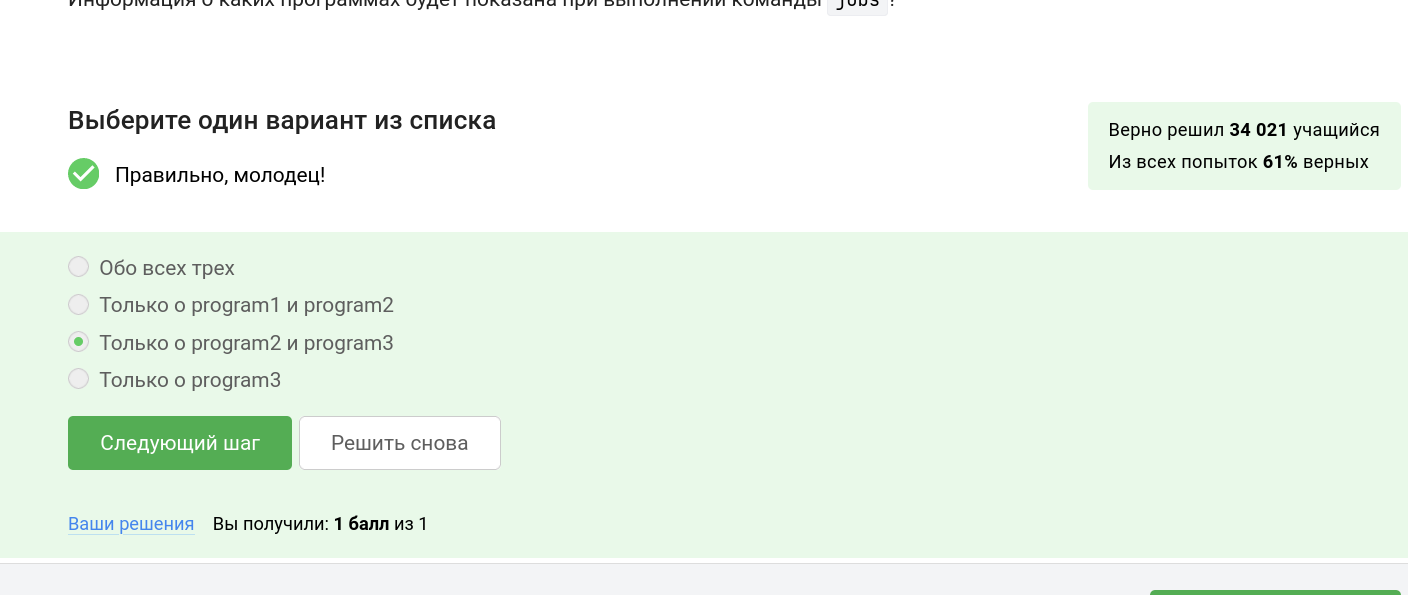 Информация о каких программах будет показана при выполнении команды jobs?
Выберите один вариант из списка
Верно решил 34 021 учащийся
Из всех попыток 61% верных
Правильно, молодец!
Обо всех трех
Только о program1 и program2
Только о program2 и program3
Только о program3
Следующий шаг
Решить снова
Ваши решения Вы получили: 1 балл из 1